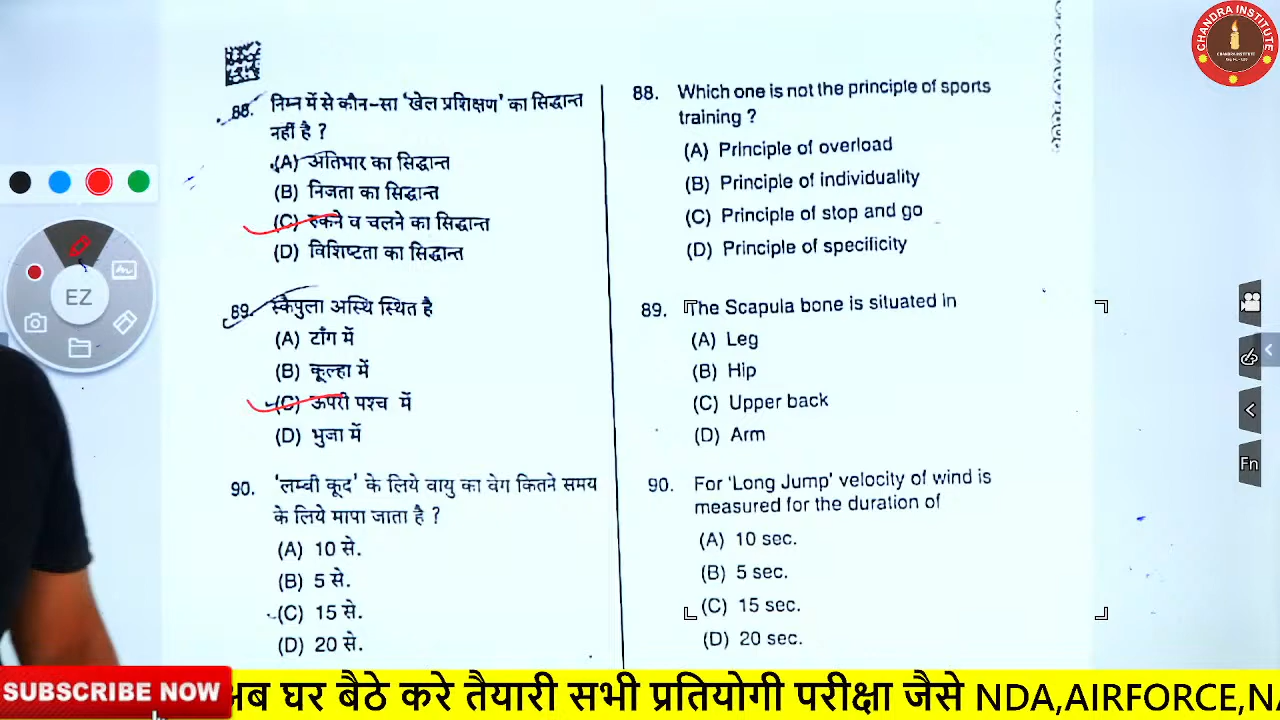 CHANDRA INSTITUTE
88. निम्न में से कौन-सा 'खेल प्रशिक्षण' का सिद्धान्त
नहीं है ?
(A) अतिभार का सिद्धान्त
(B) निजता का सिद्धान्त
(C) रुकने व चलने का सिद्धान्त
(D) विशिष्टता का सिद्धान्त
89. स्कैपुला अस्थि स्थित है
(A) टाँग में
(B) कूल्हा में
(C) ऊपरी पश्च में
(D) भुजा में
90. 'लम्बी कूद' के लिये वायु का वेग कितने समय
के लिये मापा जाता है ?
(A) 10 से.
(B) 5 से.
(C) 15 से.
(D) 20 से.
88. Which one is not the principle of sports
training ?
(A) Principle of overload
(B) Principle of individuality
(C) Principle of stop and go
(D) Principle of specificity
89. The Scapula bone is situated in
(A) Leg
(B) Hip
(C) Upper back
(D) Arm
90. For 'Long Jump' velocity of wind is
measured for the duration of
(A) 10 sec.
(B) 5 sec.
(C) 15 sec.
(D) 20 sec.
EZ
Fn
SUBSCRIBE NOW
अब घर बैठे करे तैयारी सभी प्रतियोगी परीक्षा जैसे NDA,AIRFORCE,